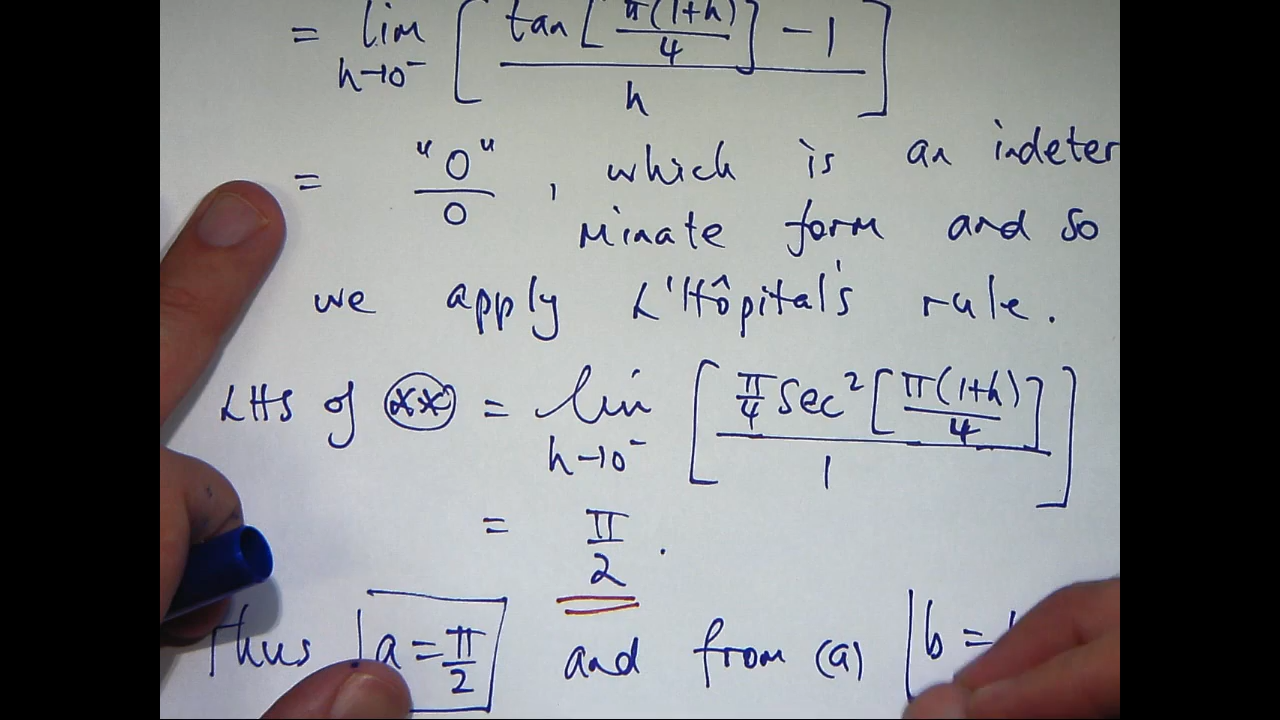 = lim h→0⁻ [ (tan[π(1+h)/4] - 1) / h ]
= "0"/0 , which is an indeter
minate form and so
we apply L'Hôpital's rule.
LHS of (**) = lim h→0⁻ [ (π/4 sec²[π(1+h)/4]) / 1 ]
= π/2 .
Thus a = π/2 and from (a) b =